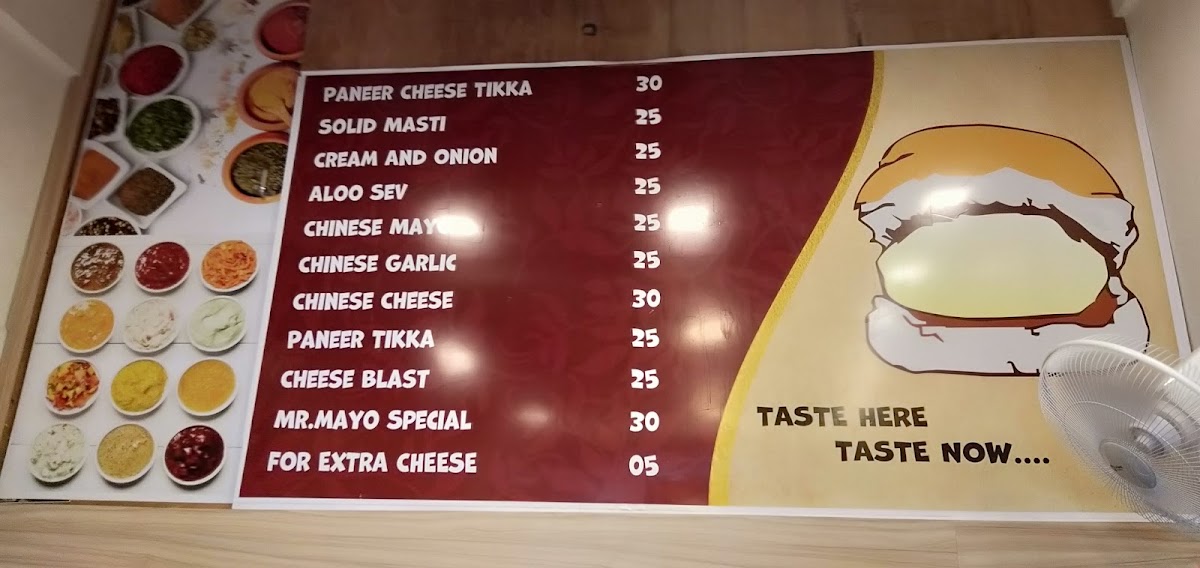 PANEER CHEESE TIKKA 30
SOLID MASTI 25
CREAM AND ONION 25
ALOO SEV 25
CHINESE MAYO 25
CHINESE GARLIC 25
CHINESE CHEESE 30
PANEER TIKKA 25
CHEESE BLAST 25
MR.MAYO SPECIAL 30
FOR EXTRA CHEESE 05
TASTE HERE
TASTE NOW....